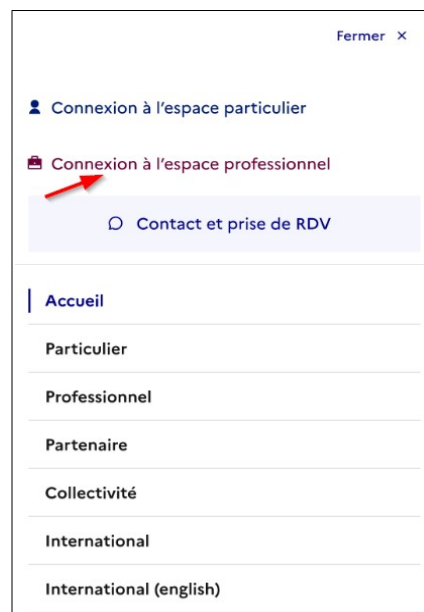 Fermer ×
Connexion à l’espace particulier
Connexion à l’espace professionnel
Contact et prise de RDV
Accueil
Particulier
Professionnel
Partenaire
Collectivité
International
International (english)